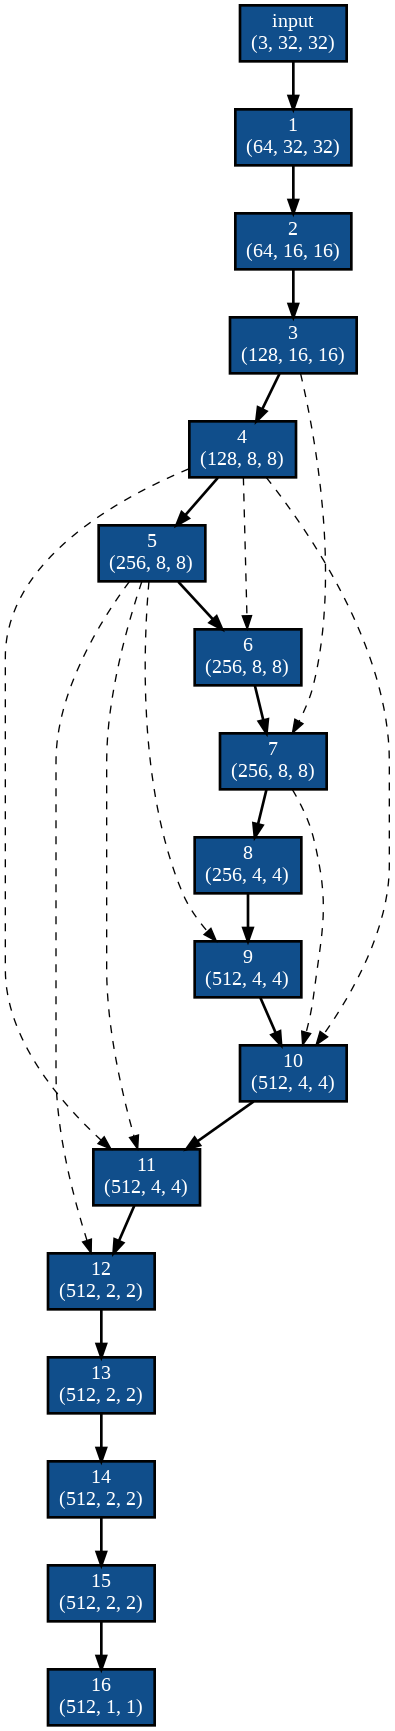 input
(3, 32, 32)
1
(64, 32, 32)
2
(64, 16, 16)
3
(128, 16, 16)
4
(128, 8, 8)
5
(256, 8, 8)
6
(256, 8, 8)
7
(256, 8, 8)
8
(256, 4, 4)
9
(512, 4, 4)
10
(512, 4, 4)
11
(512, 4, 4)
12
(512, 2, 2)
13
(512, 2, 2)
14
(512, 2, 2)
15
(512, 2, 2)
16
(512, 1, 1)